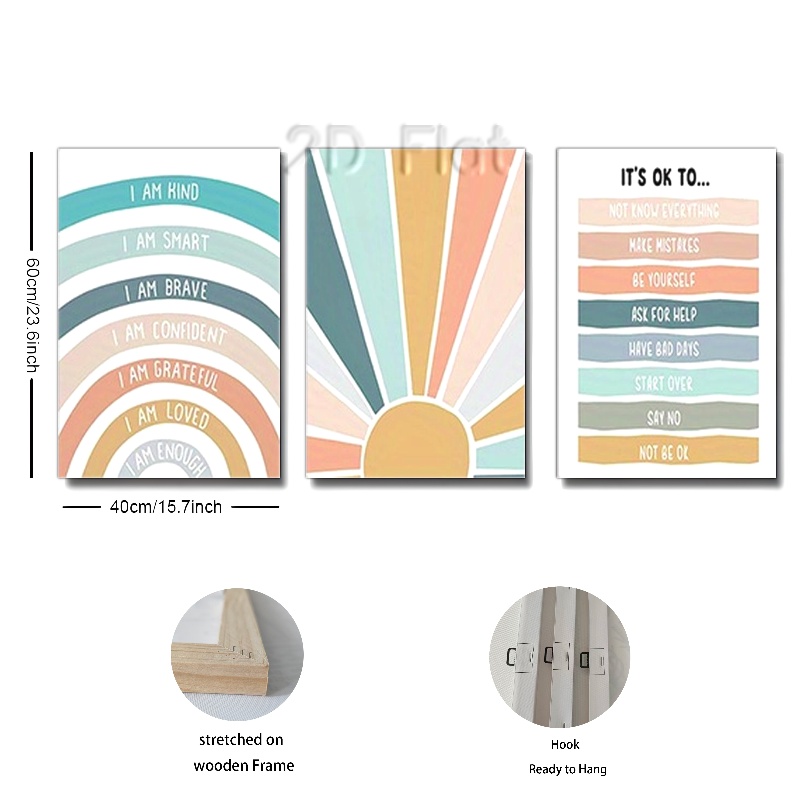 2D Flat
I AM KIND
I AM SMART
I AM BRAVE
I AM CONFIDENT
I AM GRATEFUL
I AM LOVED
I AM ENOUGH
IT'S OK TO...
NOT KNOW EVERYTHING
MAKE MISTAKES
BE YOURSELF
ASK FOR HELP
HAVE BAD DAYS
START OVER
SAY NO
NOT BE OK
60cm/23.6inch
40cm/15.7inch
stretched on
wooden Frame
Hook
Ready to Hang